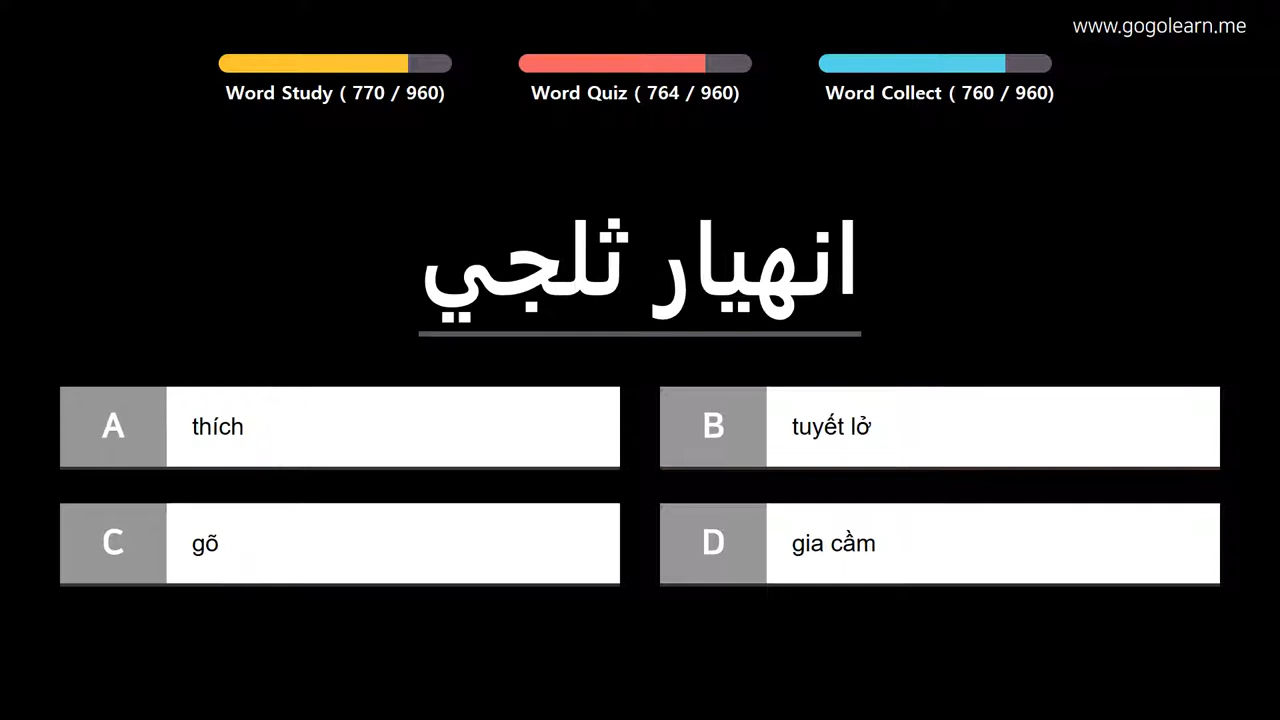 www.gogolearn.me
Word Study ( 770 / 960)
Word Quiz ( 764 / 960)
Word Collect ( 760 / 960)
انهيار ثلجي
A
thích
B
tuyết lở
C
gõ
D
gia cầm